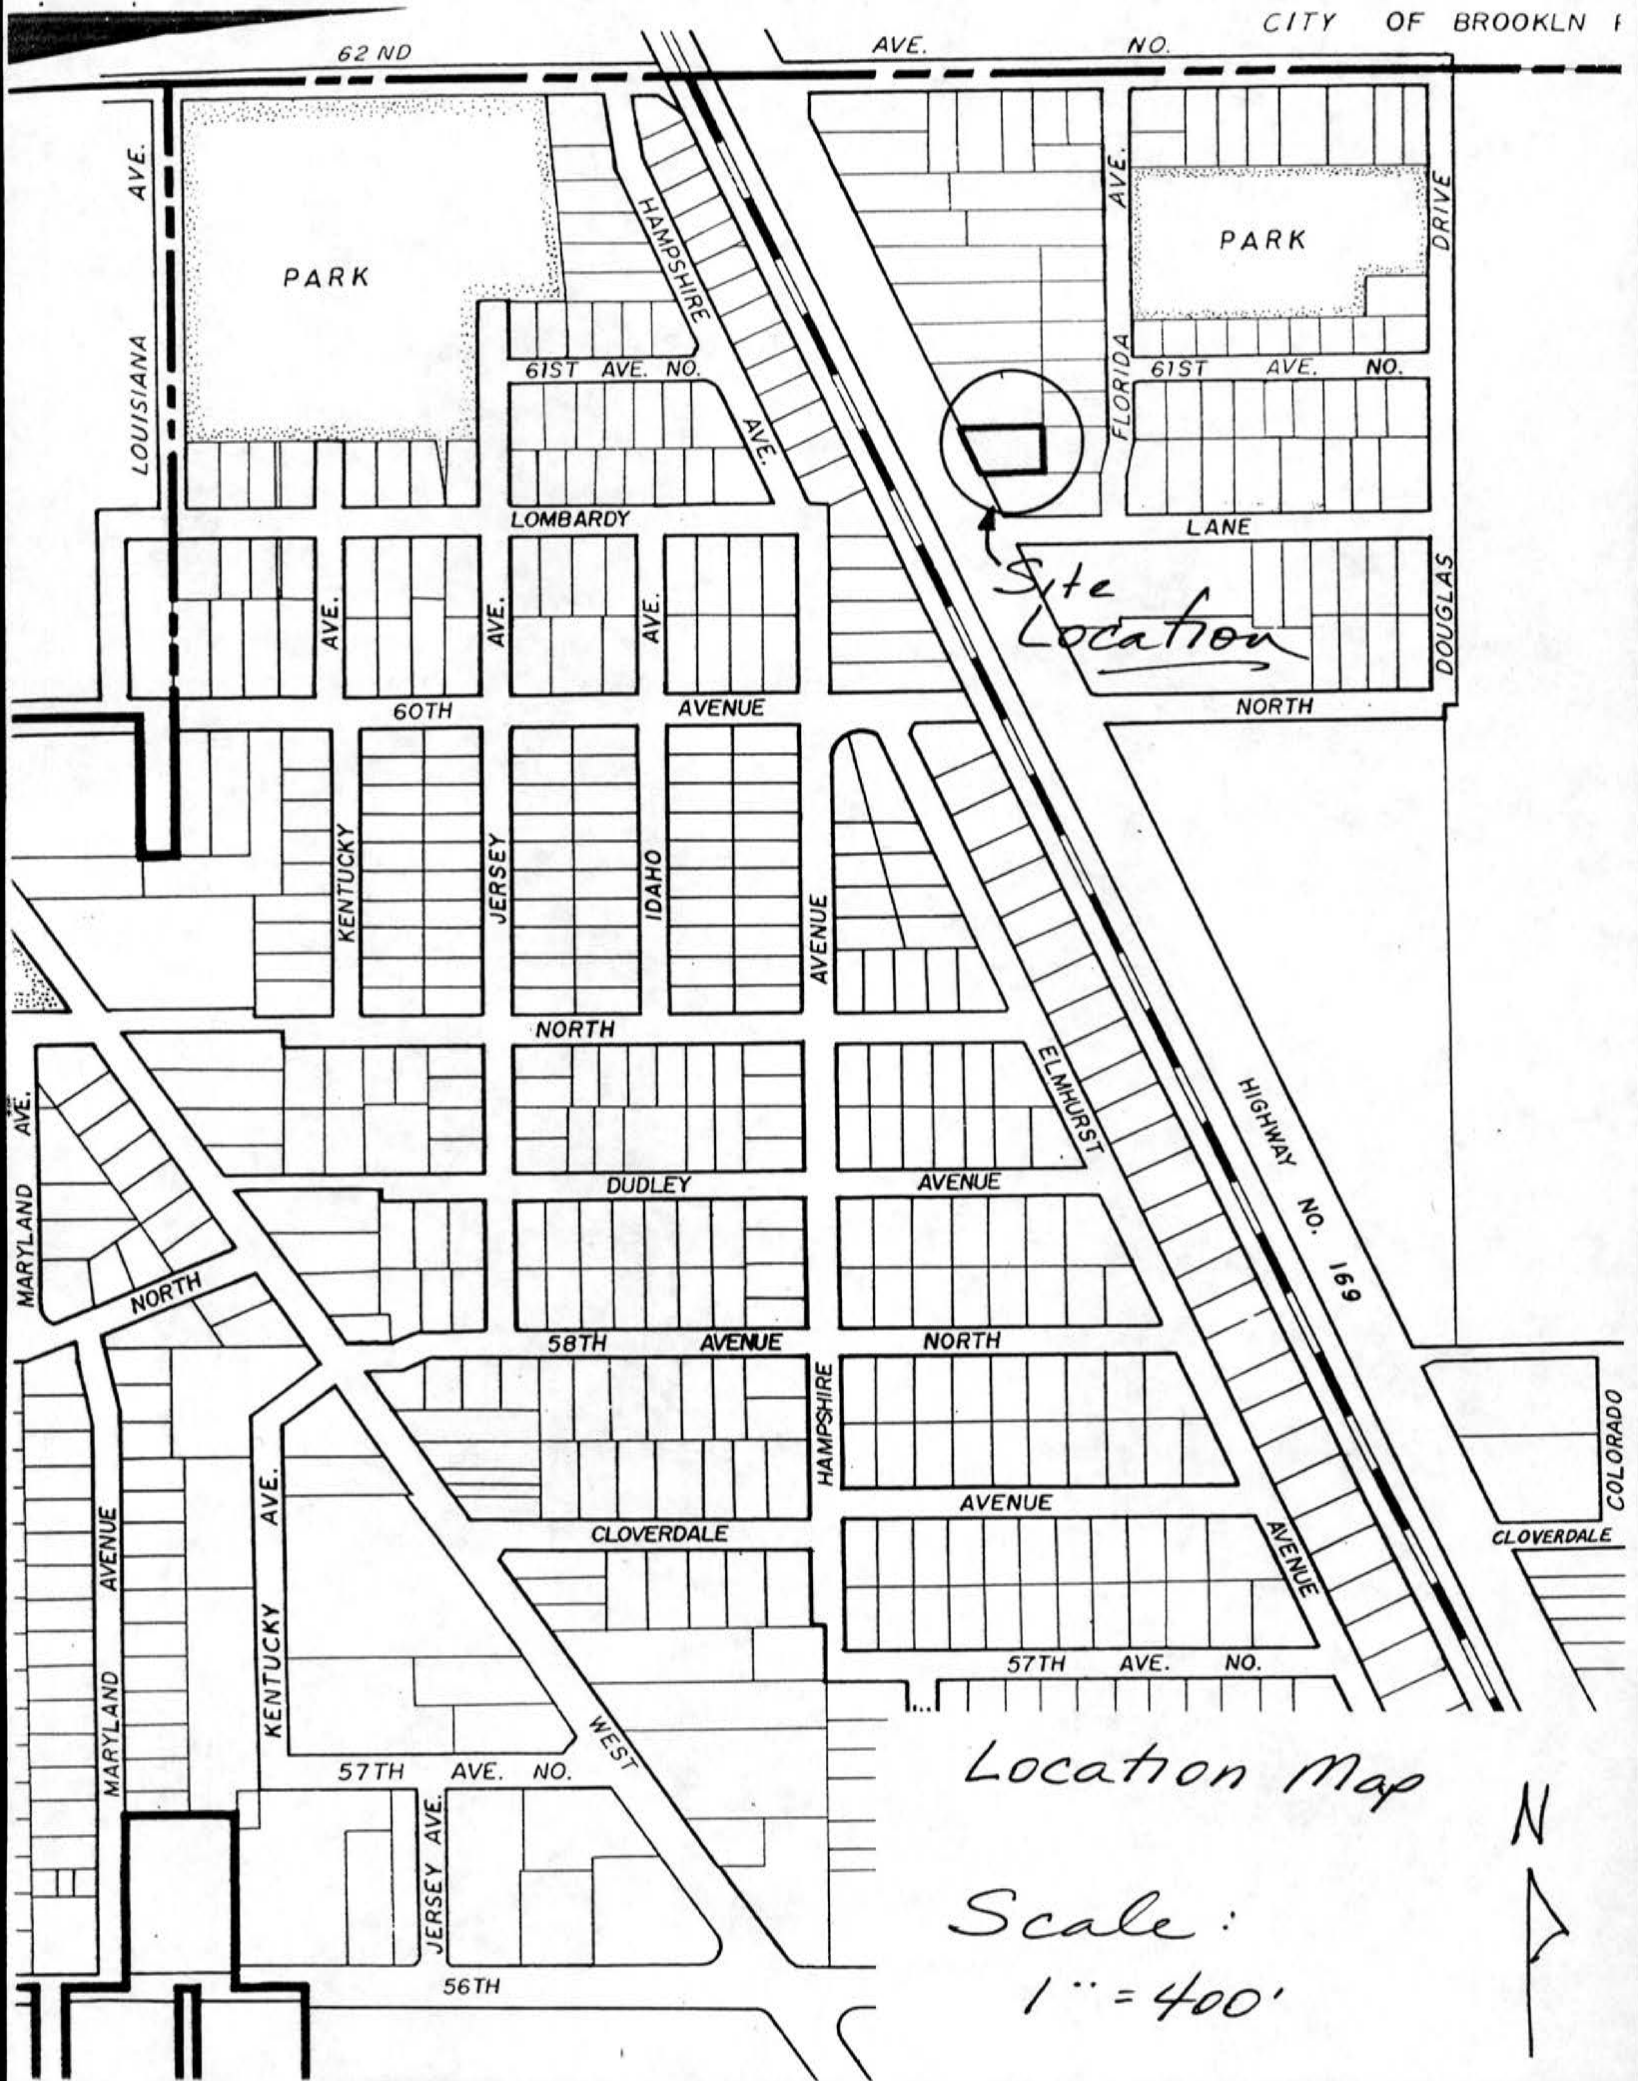 CITY OF BROOKLN
62 ND AVE. NO.
LOUISIANA AVE.
PARK
HAMPSHIRE AVE.
FLORIDA AVE.
PARK
DOUGLAS DRIVE
61ST AVE. NO.
61ST AVE. NO.
LOMBARDY LANE
Site
Location
AVE.
AVE.
AVE.
60TH AVENUE NORTH
KENTUCKY
JERSEY
IDAHO
AVENUE
NORTH
ELMHURST
HIGHWAY NO. 169
MARYLAND AVE.
DUDLEY AVENUE
NORTH
58TH AVENUE NORTH
HAMPSHIRE
COLORADO
AVENUE
CLOVERDALE
CLOVERDALE
AVENUE
MARYLAND AVENUE
KENTUCKY AVE.
57TH AVE. NO.
WEST
57TH AVE. NO.
JERSEY AVE.
56TH
Location Map
N
Scale:
1" = 400'